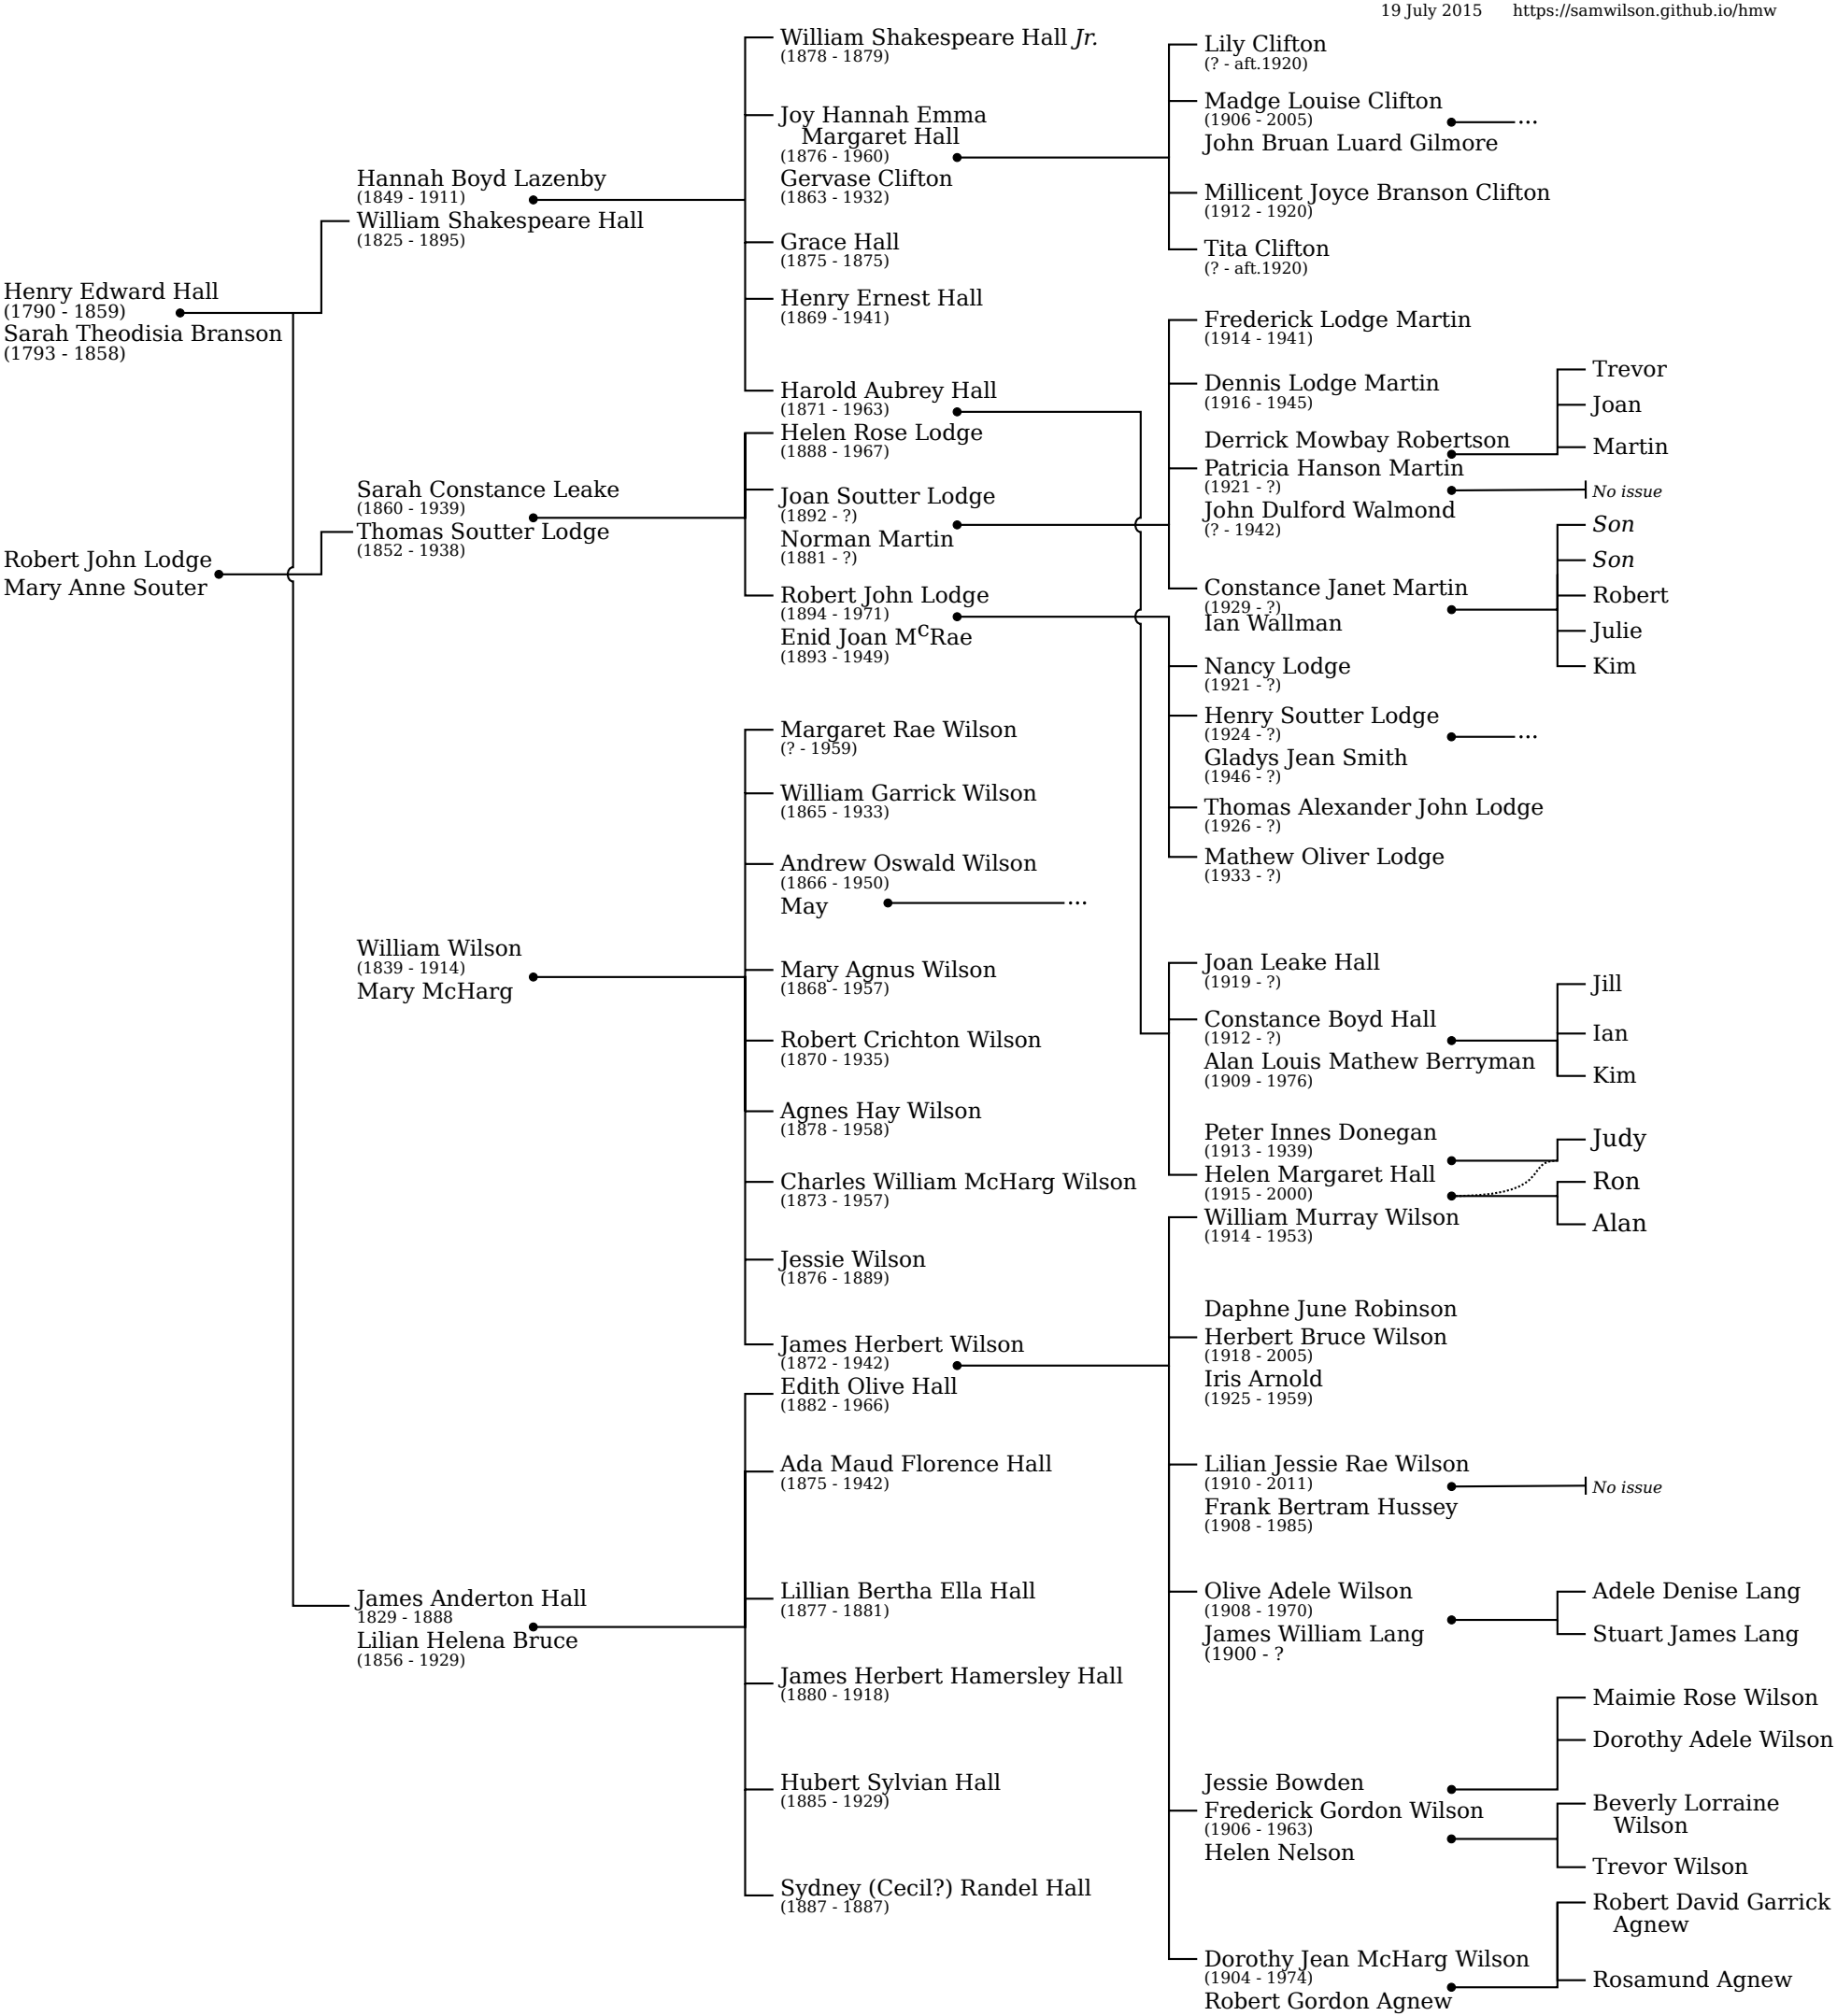 19 July 2015 https://samwilson.github.io/hmw
Henry Edward Hall
(1790 - 1859)
Sarah Theodisia Branson
(1793 - 1858)
Robert John Lodge
Mary Anne Souter
Hannah Boyd Lazenby
(1849 - 1911)
William Shakespeare Hall
(1825 - 1895)
Sarah Constance Leake
(1860 - 1939)
Thomas Soutter Lodge
(1852 - 1938)
William Wilson
(1839 - 1914)
Mary McHarg
James Anderton Hall
1829 - 1888
Lilian Helena Bruce
(1856 - 1929)
William Shakespeare Hall Jr.
(1878 - 1879)
Joy Hannah Emma
Margaret Hall
(1876 - 1960)
Gervase Clifton
(1863 - 1932)
Grace Hall
(1875 - 1875)
Henry Ernest Hall
(1869 - 1941)
Harold Aubrey Hall
(1871 - 1963)
Helen Rose Lodge
(1888 - 1967)
Joan Soutter Lodge
(1892 - ?)
Norman Martin
(1881 - ?)
Robert John Lodge
(1894 - 1971)
Enid Joan McRae
(1893 - 1949)
Margaret Rae Wilson
(? - 1959)
William Garrick Wilson
(1865 - 1933)
Andrew Oswald Wilson
(1866 - 1950)
May ...
Mary Agnus Wilson
(1868 - 1957)
Robert Crichton Wilson
(1870 - 1935)
Agnes Hay Wilson
(1878 - 1958)
Charles William McHarg Wilson
(1873 - 1957)
Jessie Wilson
(1876 - 1889)
James Herbert Wilson
(1872 - 1942)
Edith Olive Hall
(1882 - 1966)
Ada Maud Florence Hall
(1875 - 1942)
Lillian Bertha Ella Hall
(1877 - 1881)
James Herbert Hamersley Hall
(1880 - 1918)
Hubert Sylvian Hall
(1885 - 1929)
Sydney (Cecil?) Randel Hall
(1887 - 1887)
Lily Clifton
(? - aft.1920)
Madge Louise Clifton
(1906 - 2005) ...
John Bruan Luard Gilmore
Millicent Joyce Branson Clifton
(1912 - 1920)
Tita Clifton
(? - aft.1920)
Frederick Lodge Martin
(1914 - 1941)
Dennis Lodge Martin
(1916 - 1945)
Derrick Mowbay Robertson
Patricia Hanson Martin
(1921 - ?)
John Dulford Walmond
(? - 1942)
Constance Janet Martin
(1929 - ?)
Ian Wallman
Nancy Lodge
(1921 - ?)
Henry Soutter Lodge
(1924 - ?) ...
Gladys Jean Smith
(1946 - ?)
Thomas Alexander John Lodge
(1926 - ?)
Mathew Oliver Lodge
(1933 - ?)
Joan Leake Hall
(1919 - ?)
Constance Boyd Hall
(1912 - ?)
Alan Louis Mathew Berryman
(1909 - 1976)
Peter Innes Donegan
(1913 - 1939)
Helen Margaret Hall
(1915 - 2000)
William Murray Wilson
(1914 - 1953)
Daphne June Robinson
Herbert Bruce Wilson
(1918 - 2005)
Iris Arnold
(1925 - 1959)
Lilian Jessie Rae Wilson
(1910 - 2011)
Frank Bertram Hussey
(1908 - 1985)
Olive Adele Wilson
(1908 - 1970)
James William Lang
(1900 - ?
Jessie Bowden
Frederick Gordon Wilson
(1906 - 1963)
Helen Nelson
Dorothy Jean McHarg Wilson
(1904 - 1974)
Robert Gordon Agnew
Trevor
Joan
Martin
No issue
Son
Son
Robert
Julie
Kim
Jill
Ian
Kim
Judy
Ron
Alan
No issue
Adele Denise Lang
Stuart James Lang
Maimie Rose Wilson
Dorothy Adele Wilson
Beverly Lorraine
Wilson
Trevor Wilson
Robert David Garrick
Agnew
Rosamund Agnew